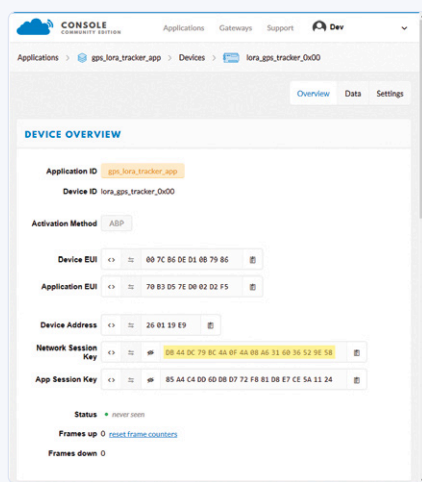 CONSOLE
COMMUNITY EDITION
Applications Gateways Support Dev
Applications > gps_lora_tracker_app > Devices > lora_gps_tracker_0x00
Overview Data Settings
DEVICE OVERVIEW
Application ID gps_lora_tracker_app
Device ID lora_gps_tracker_0x00
Activation Method ABP
Device EUI 00 7C B6 DE D1 0B 79 86
Application EUI 70 B3 D5 7E D0 02 D2 F5
Device Address 26 01 19 E9
Network Session
Key DB 44 DC 79 BC 4A 0F 4A 08 A6 31 60 36 52 9E 58
App Session Key 85 A4 C4 DD 6D DB D7 72 F8 81 D8 E7 CE 5A 11 24
Status never seen
Frames up 0 reset frame counters
Frames down 0